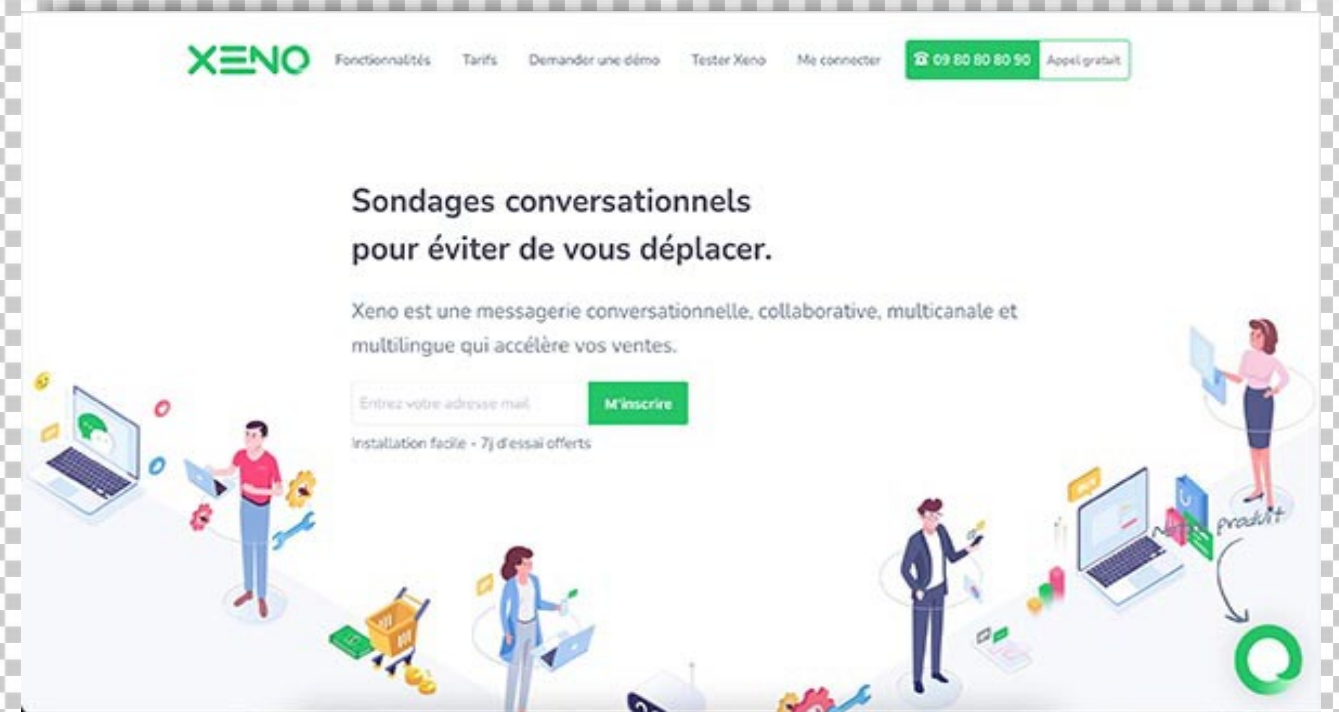 XENO
Fonctionnalités
Tarifs
Demander une démo
Tester Xeno
Me connecter
☎ 09 80 80 80 90
Appel gratuit
Sondages conversationnels
pour éviter de vous déplacer.
Xeno est une messagerie conversationnelle, collaborative, multicanale et
multilingue qui accélère vos ventes.
Entrez votre adresse mail
M'inscrire
Installation facile - 7j d'essai offerts
produit